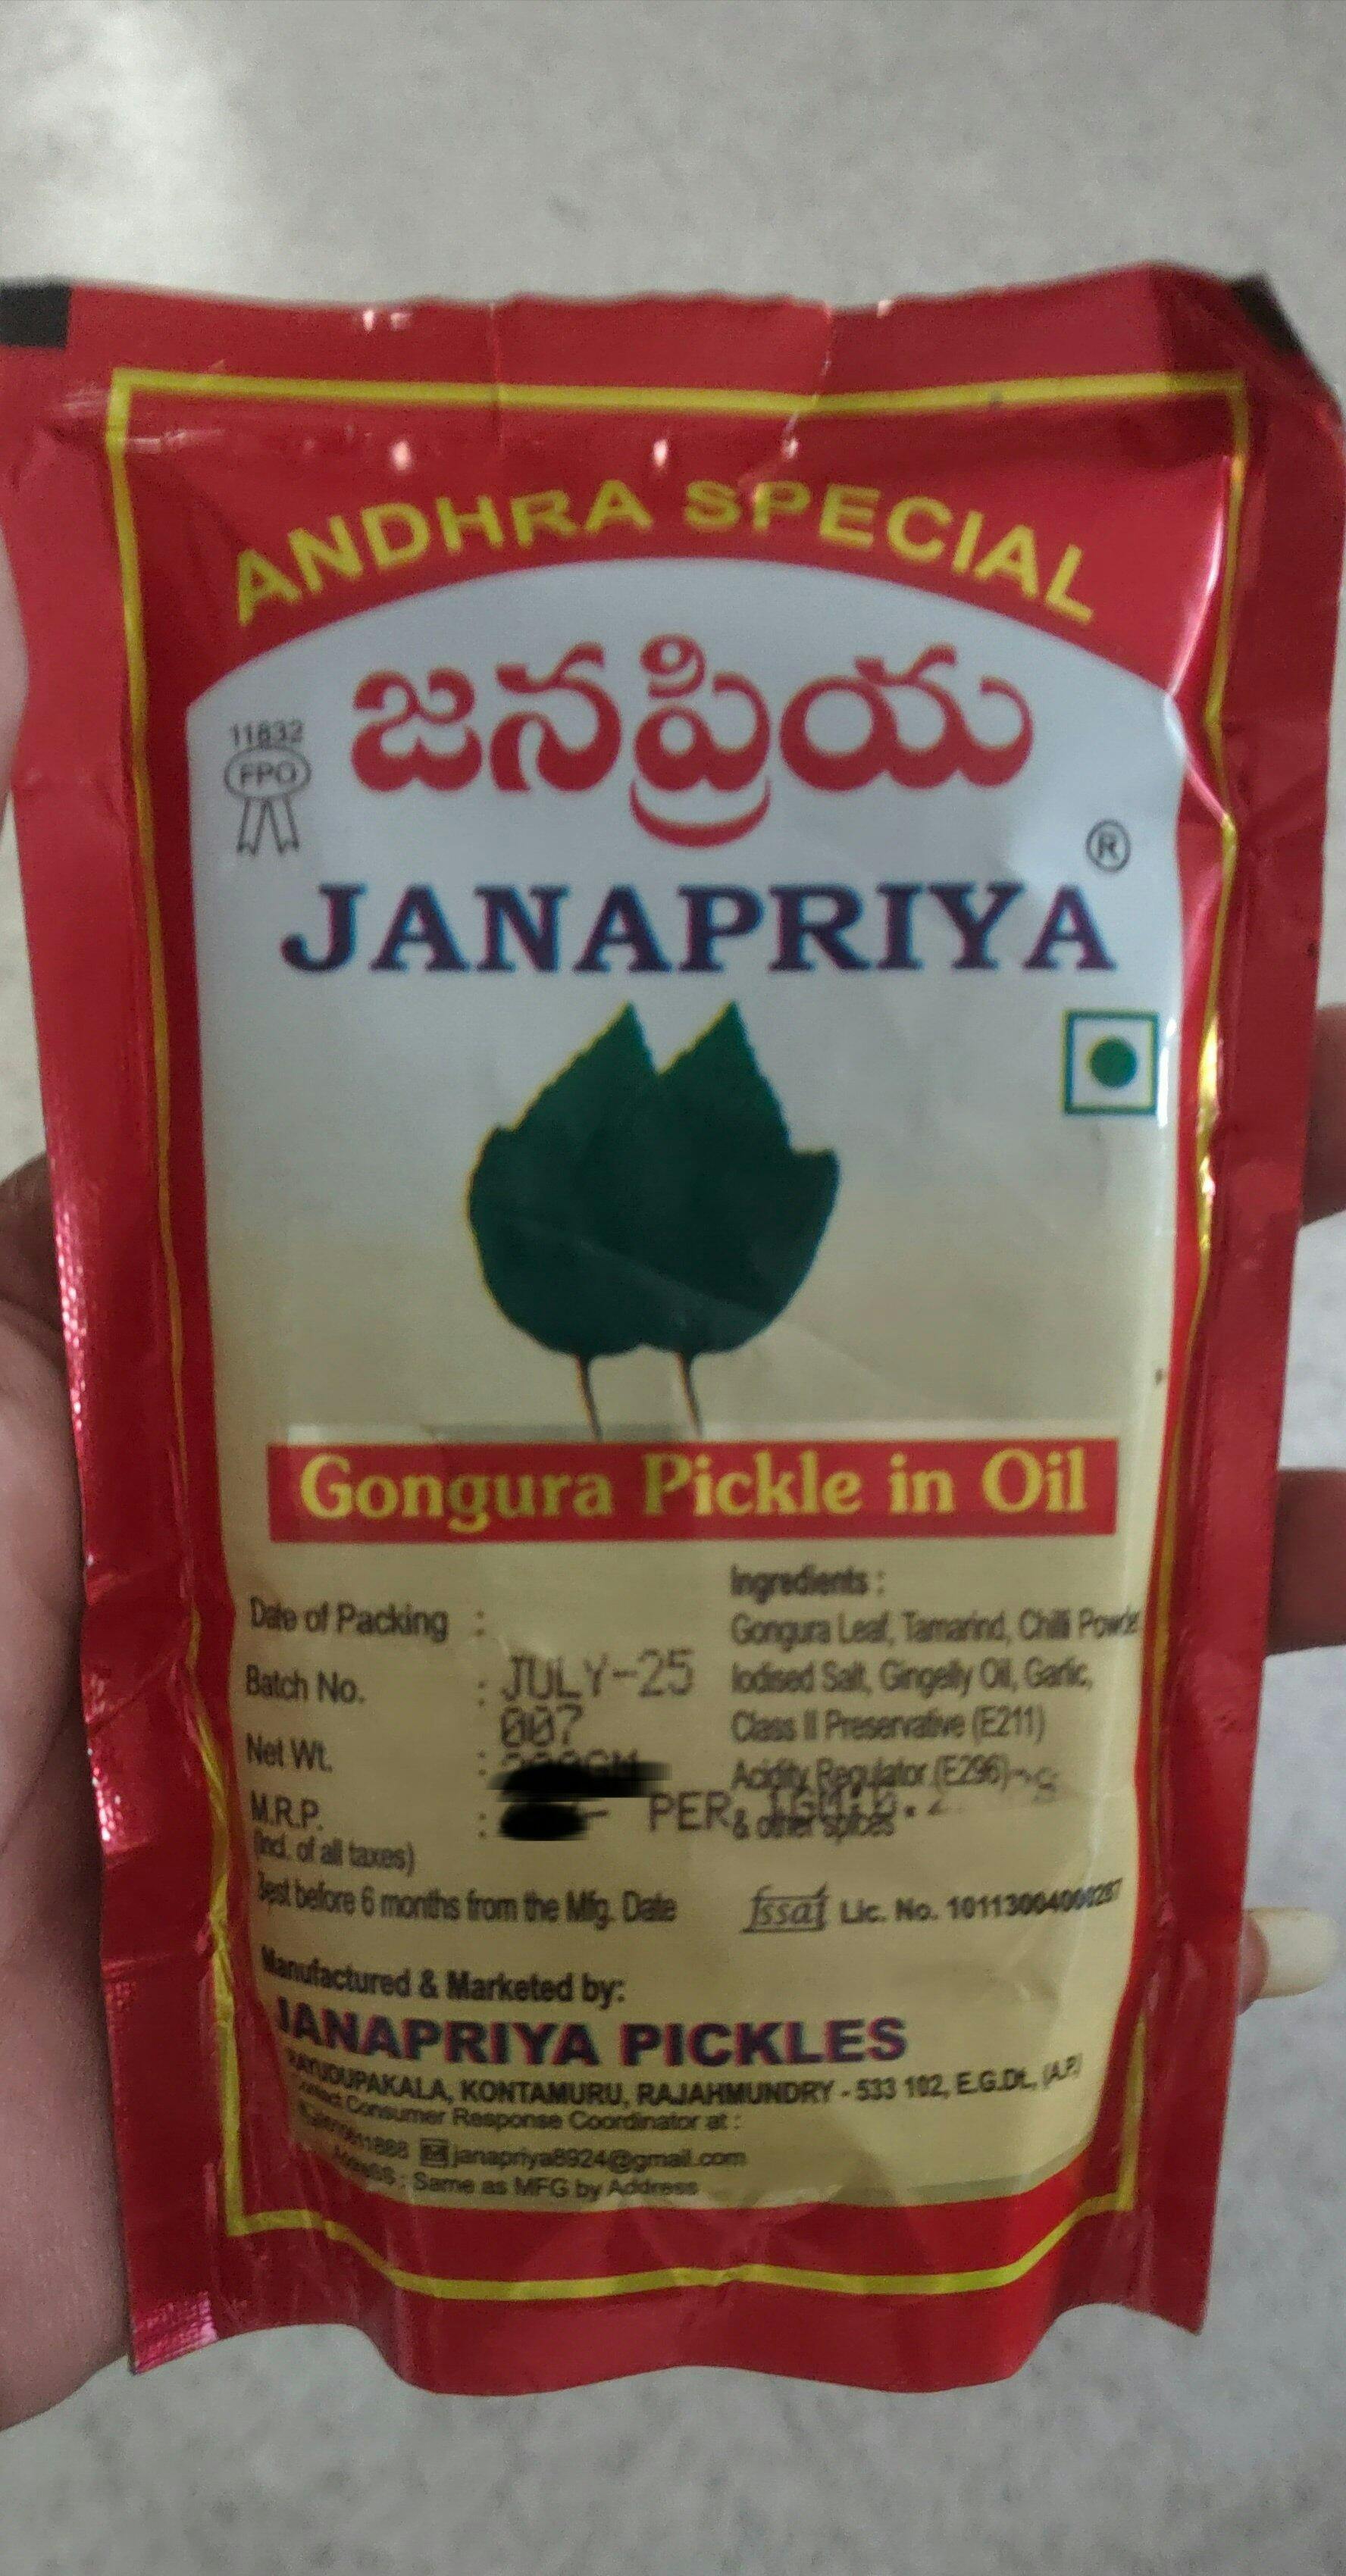 ANDHRA SPECIAL
జనప్రియ
11832
FPO
®
JANAPRIYA
Gongura Pickle in Oil
Date of Packing :
Batch No. : JULY-25
007
Net Wt. :
M.R.P. : - PER
(Incl. of all taxes)
Best before 6 months from the Mfg. Date
Ingredients :
Gongura Leaf, Tamarind, Chilli Powder
Iodised Salt, Gingelly Oil, Garlic,
Class II Preservative (E211)
Acidity Regulator (E296)
& other spices
fssai Lic. No. 10113004000267
Manufactured & Marketed by:
JANAPRIYA PICKLES
RAYUDUPAKALA, KONTAMURU, RAJAHMUNDRY - 533 102, E.G.Dt., (A.P.)
Consumer Response Coordinator at :
janapriya8924@gmail.com
: Same as MFG by Address